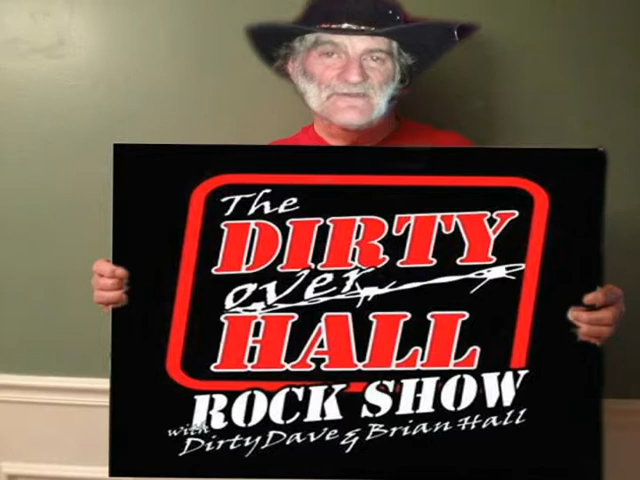 The
DIRTY
over
HALL
ROCK SHOW
with DirtyDave & Brian Hall